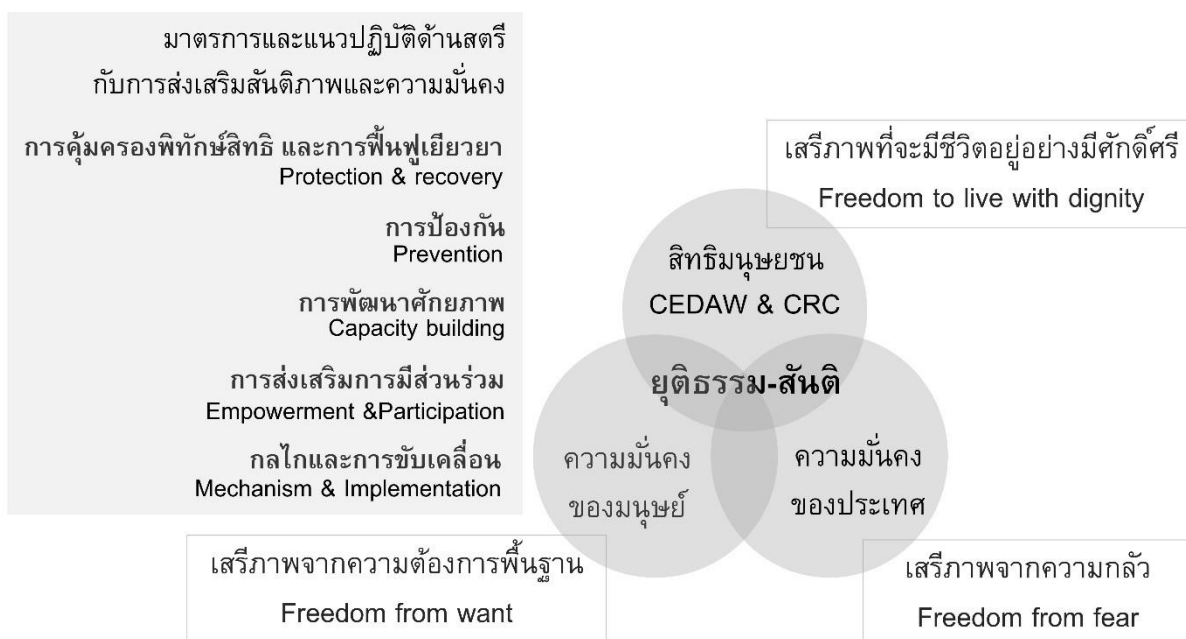 มาตรการและแนวปฏิบัติด้านสตรี
กับการส่งเสริมสันติภาพและความมั่นคง
การคุ้มครองพิทักษ์สิทธิ และการฟื้นฟูเยียวยา
Protection & recovery
การป้องกัน
Prevention
การพัฒนาศักยภาพ
Capacity building
การส่งเสริมการมีส่วนร่วม
Empowerment &Participation
กลไกและการขับเคลื่อน
Mechanism & Implementation
เสรีภาพที่จะมีชีวิตอยู่อย่างมีศักดิ์ศรี
Freedom to live with dignity
สิทธิมนุษยชน
CEDAW & CRC
ยุติธรรม-สันติ
ความมั่นคง
ของมนุษย์
ความมั่นคง
ของประเทศ
เสรีภาพจากความต้องการพื้นฐาน
Freedom from want
เสรีภาพจากความกลัว
Freedom from fear